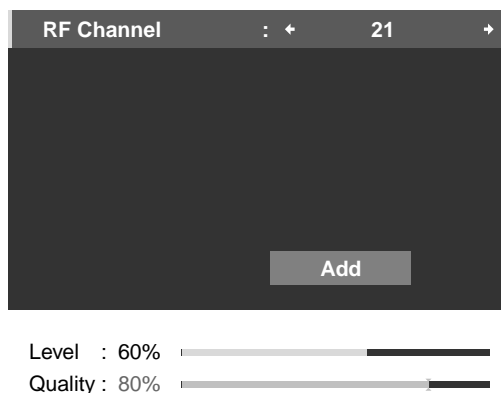 RF Channel : 21
Add
Level : 60%
Quality : 80%